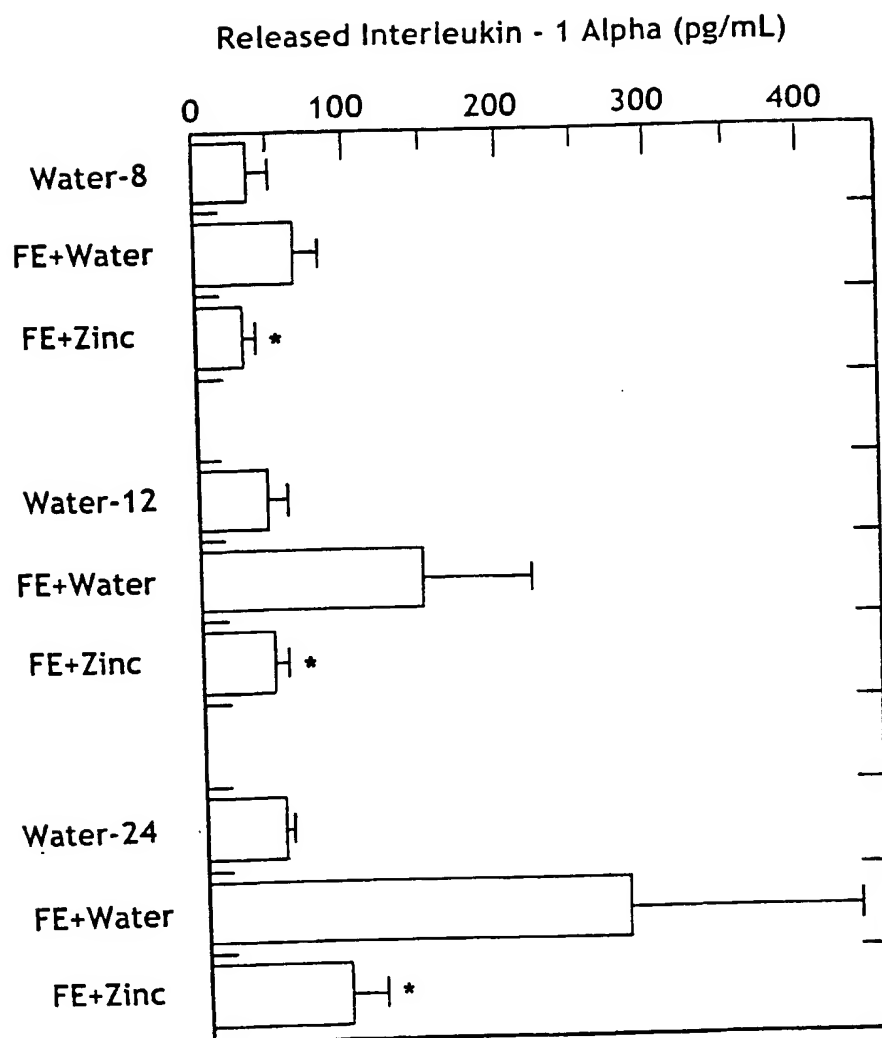 Released Interleukin - 1 Alpha (pg/mL)
0 100 200 300 400
Water-8
FE+Water
FE+Zinc *
Water-12
FE+Water
FE+Zinc *
Water-24
FE+Water
FE+Zinc *